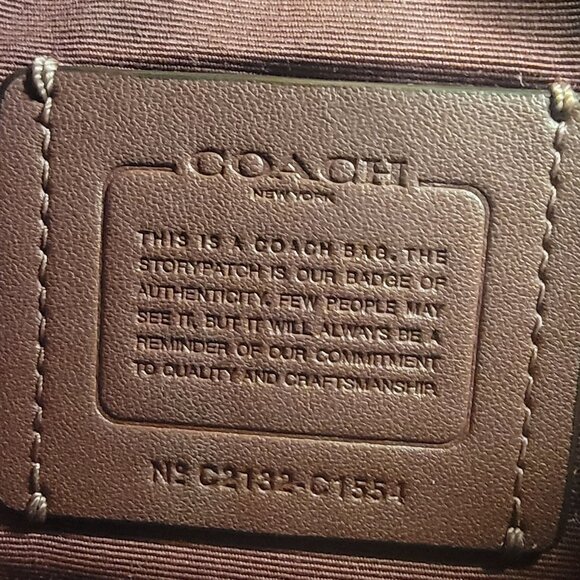 COACH
NEW YORK
THIS IS A COACH BAG. THE
STORYPATCH IS OUR BADGE OF
AUTHENTICITY. FEW PEOPLE MAY
SEE IT, BUT IT WILL ALWAYS BE A
REMINDER OF OUR COMMITMENT
TO QUALITY AND CRAFTSMANSHIP.
Nº C2132-C1554